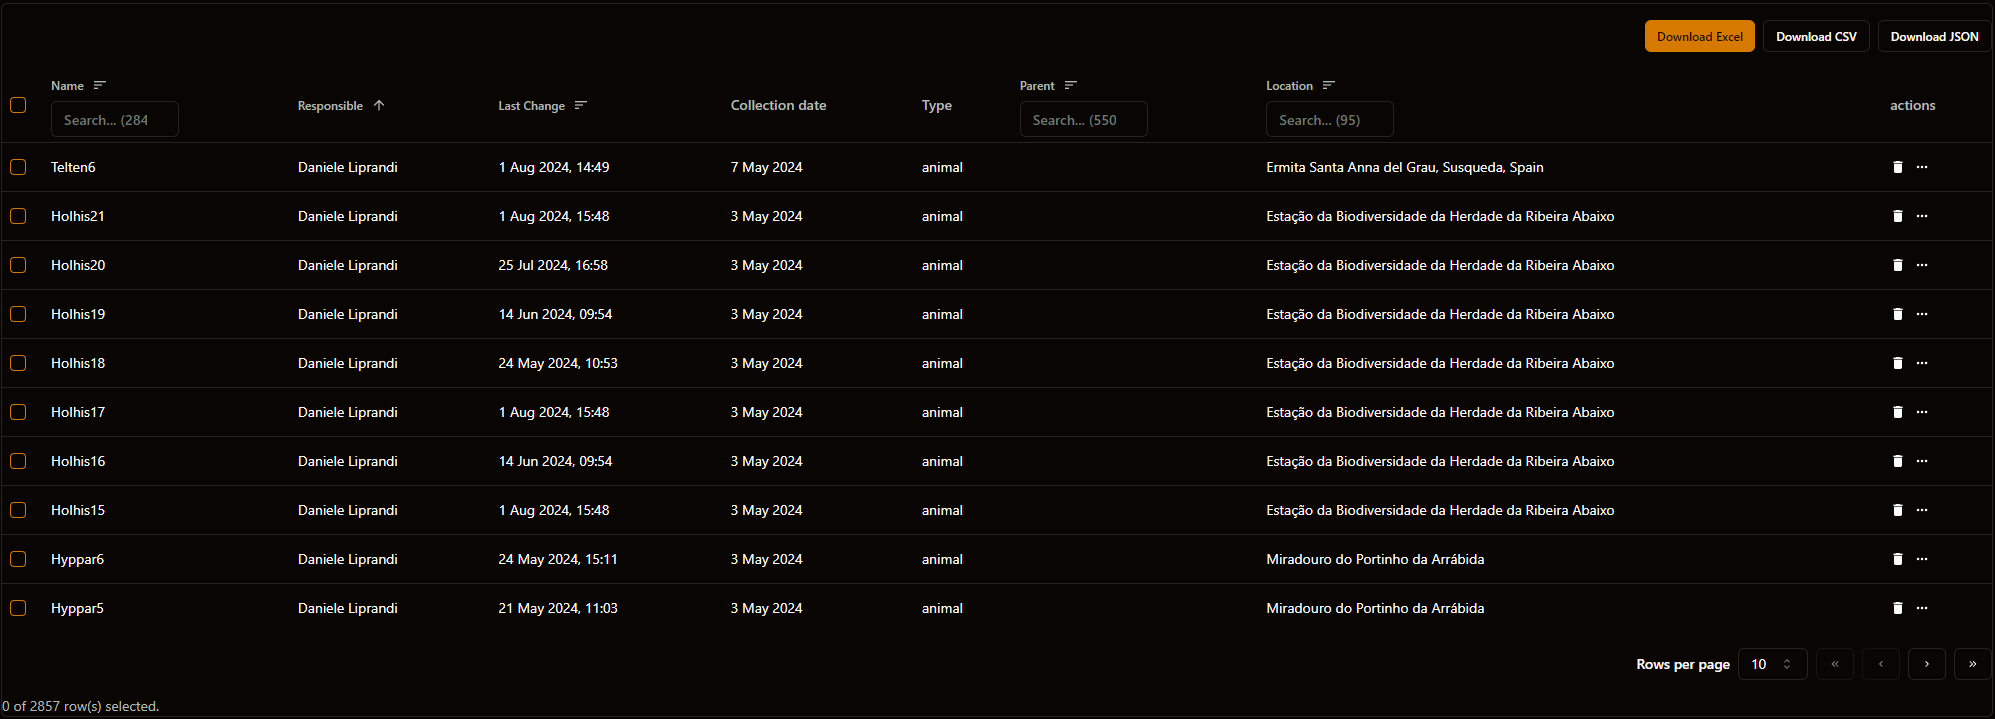 Download Excel Download CSV Download JSON
Name Responsible Last Change Collection date Type Parent Location actions
Search... (284 Search... (550 Search... (95)
Telten6 Daniele Liprandi 1 Aug 2024, 14:49 7 May 2024 animal Ermita Santa Anna del Grau, Susqueda, Spain
Holhis21 Daniele Liprandi 1 Aug 2024, 15:48 3 May 2024 animal Estação da Biodiversidade da Herdade da Ribeira Abaixo
Holhis20 Daniele Liprandi 25 Jul 2024, 16:58 3 May 2024 animal Estação da Biodiversidade da Herdade da Ribeira Abaixo
Holhis19 Daniele Liprandi 14 Jun 2024, 09:54 3 May 2024 animal Estação da Biodiversidade da Herdade da Ribeira Abaixo
Holhis18 Daniele Liprandi 24 May 2024, 10:53 3 May 2024 animal Estação da Biodiversidade da Herdade da Ribeira Abaixo
Holhis17 Daniele Liprandi 1 Aug 2024, 15:48 3 May 2024 animal Estação da Biodiversidade da Herdade da Ribeira Abaixo
Holhis16 Daniele Liprandi 14 Jun 2024, 09:54 3 May 2024 animal Estação da Biodiversidade da Herdade da Ribeira Abaixo
Holhis15 Daniele Liprandi 1 Aug 2024, 15:48 3 May 2024 animal Estação da Biodiversidade da Herdade da Ribeira Abaixo
Hyppar6 Daniele Liprandi 24 May 2024, 15:11 3 May 2024 animal Miradouro do Portinho da Arrábida
Hyppar5 Daniele Liprandi 21 May 2024, 11:03 3 May 2024 animal Miradouro do Portinho da Arrábida
Rows per page 10 « ‹ › »
0 of 2857 row(s) selected.